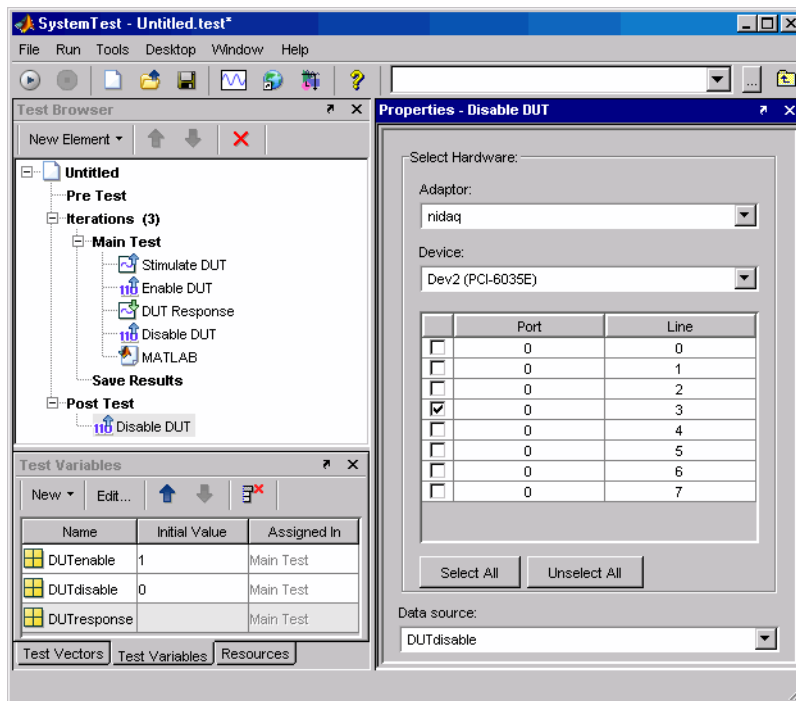 SystemTest - Untitled.test*
File Run Tools Desktop Window Help
Test Browser
New Element
Untitled
Pre Test
Iterations (3)
Main Test
Stimulate DUT
Enable DUT
DUT Response
Disable DUT
MATLAB
Save Results
Post Test
Disable DUT
Test Variables
New Edit...
Name Initial Value Assigned In
DUTenable 1 Main Test
DUTdisable 0 Main Test
DUTresponse Main Test
Test Vectors Test Variables Resources
Properties - Disable DUT
Select Hardware:
Adaptor:
nidaq
Device:
Dev2 (PCI-6035E)
Port Line
0 0
0 1
0 2
0 3
0 4
0 5
0 6
0 7
Select All Unselect All
Data source:
DUTdisable